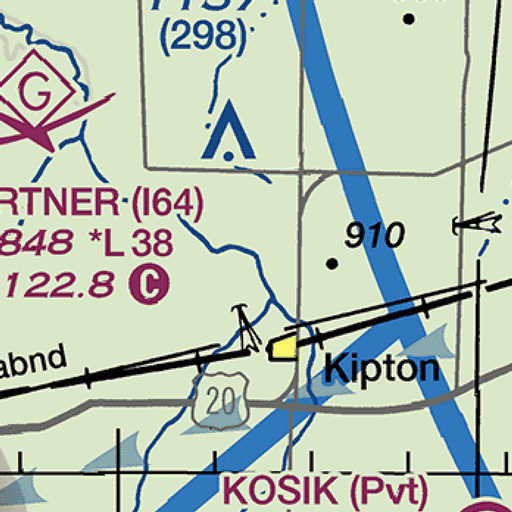 (298)
G
RTNER (I64)
848 *L 38
122.8 C
910
abnd
Kipton
20
KOSIK (Pvt)